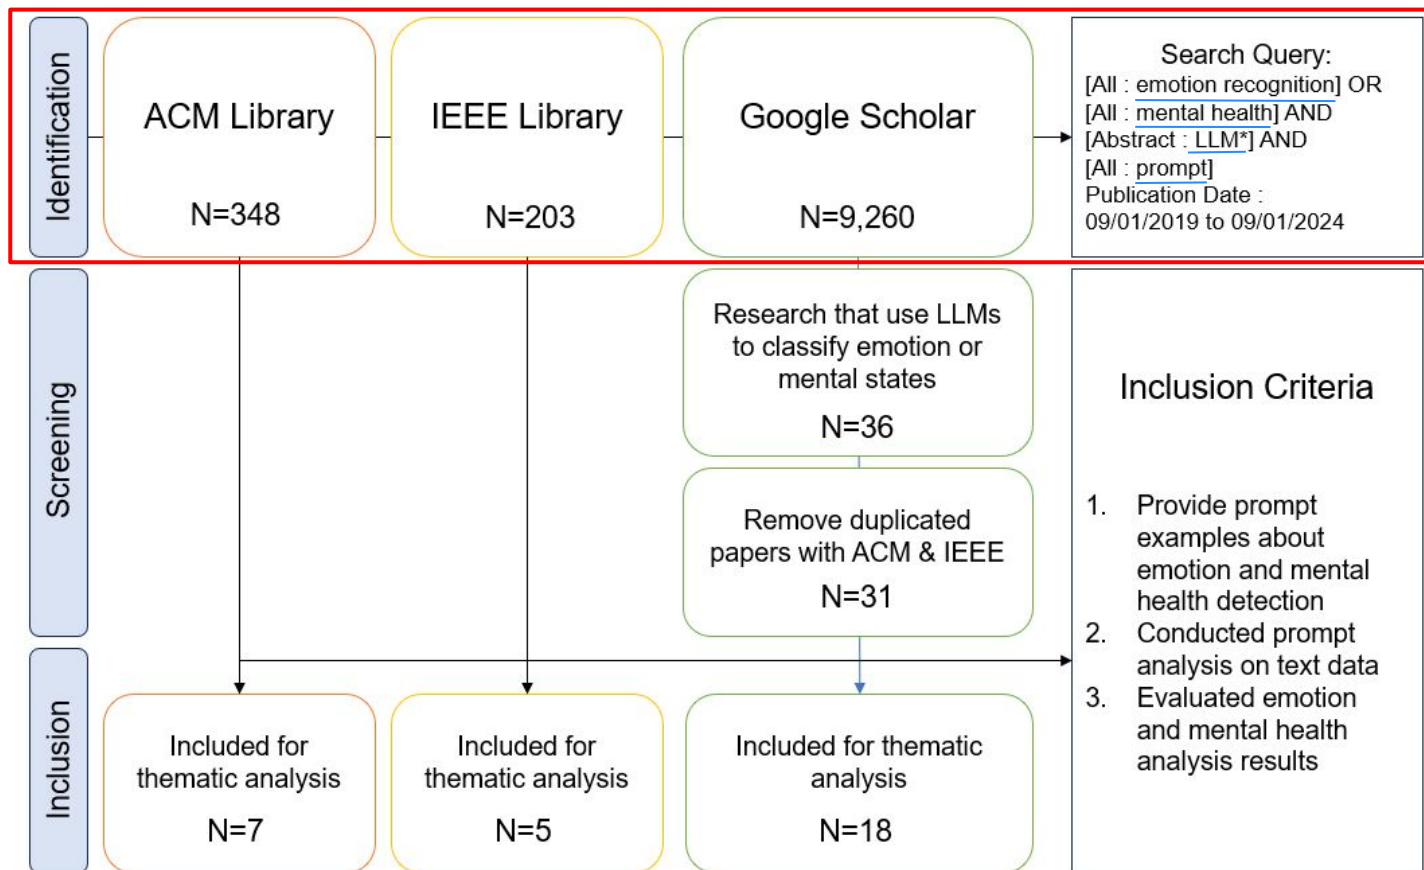 Identification
ACM Library
N=348
IEEE Library
N=203
Google Scholar
N=9,260
Search Query:
[All : emotion recognition] OR
[All : mental health] AND
[Abstract : LLM*] AND
[All : prompt]
Publication Date :
09/01/2019 to 09/01/2024
Screening
Research that use LLMs
to classify emotion or
mental states
N=36
Remove duplicated
papers with ACM & IEEE
N=31
Inclusion Criteria
1. Provide prompt
examples about
emotion and mental
health detection
2. Conducted prompt
analysis on text data
3. Evaluated emotion
and mental health
analysis results
Inclusion
Included for
thematic analysis
N=7
Included for
thematic analysis
N=5
Included for thematic
analysis
N=18